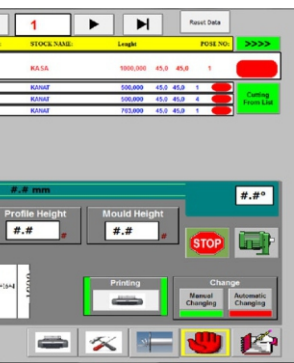 1 Reset Data
STOCK NAME: Lenght POSE NO: >>>>
KASA 1000,000 45,0 45,0 1
KANAT 500,000 45,0 45,0 1
KANAT 500,000 45,0 45,0 4
KANAT 703,000 45,0 45,0 1
Cutting
From List
#.# mm
#.#°
Profile Height Mould Height
#.# # #.# #
STOP
Printing Change
Manual
Changing
Automatic
Changing